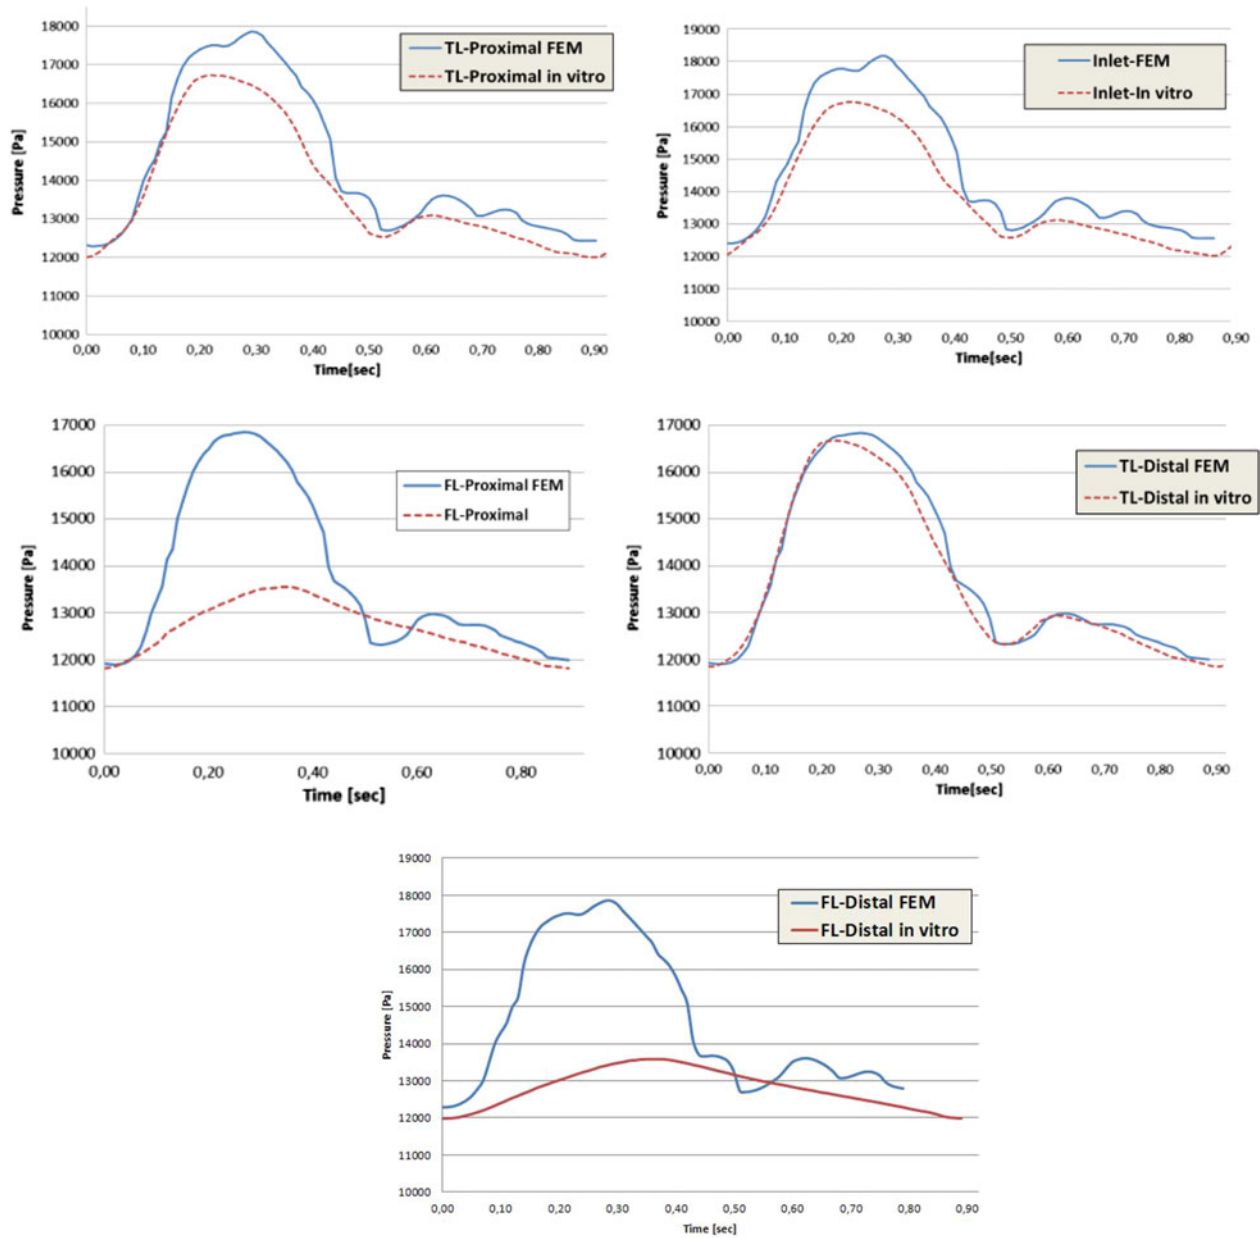 18000
17000
16000
15000
14000
13000
12000
11000
10000
Pressure [Pa]
TL-Proximal FEM
TL-Proximal in vitro
0,00 0,10 0,20 0,30 0,40 0,50 0,60 0,70 0,80 0,90
Time[sec]
19000
18000
17000
16000
15000
14000
13000
12000
11000
10000
Pressure [Pa]
Inlet-FEM
Inlet-In vitro
0,00 0,10 0,20 0,30 0,40 0,50 0,60 0,70 0,80 0,90
Time[sec]
17000
16000
15000
14000
13000
12000
11000
10000
Pressure [Pa]
FL-Proximal FEM
FL-Proximal
0,00 0,20 0,40 0,60 0,80
Time [sec]
17000
16000
15000
14000
13000
12000
11000
10000
Pressure [Pa]
TL-Distal FEM
TL-Distal in vitro
0,00 0,10 0,20 0,30 0,40 0,50 0,60 0,70 0,80 0,90
Time[sec]
19000
18000
17000
16000
15000
14000
13000
12000
11000
10000
Pressure [Pa]
FL-Distal FEM
FL-Distal in vitro
0,00 0,10 0,20 0,30 0,40 0,50 0,60 0,70 0,80 0,90
Time [sec]